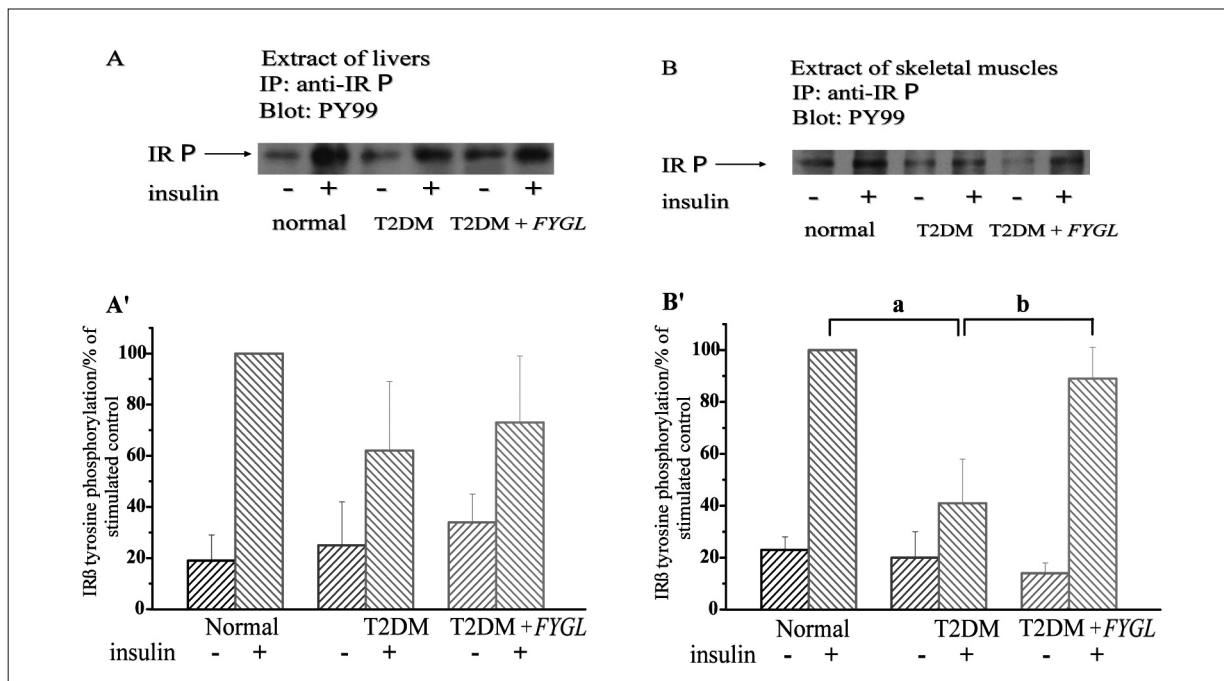 A
Extract of livers
IP: anti-IR P
Blot: PY99
IR P
insulin - + - + - +
normal T2DM T2DM + FYGL
B
Extract of skeletal muscles
IP: anti-IR P
Blot: PY99
IR P
insulin - + - + - +
normal T2DM T2DM + FYGL
A'
IRß tyrosine phosphorylation/% of
stimulated control
100
80
60
40
20
0
Normal T2DM T2DM +FYGL
insulin - + - + - +
B'
a b
IRß tyrosine phosphorylation/% of
stimulated control
100
80
60
40
20
0
Normal T2DM T2DM +FYGL
insulin - + - + - +